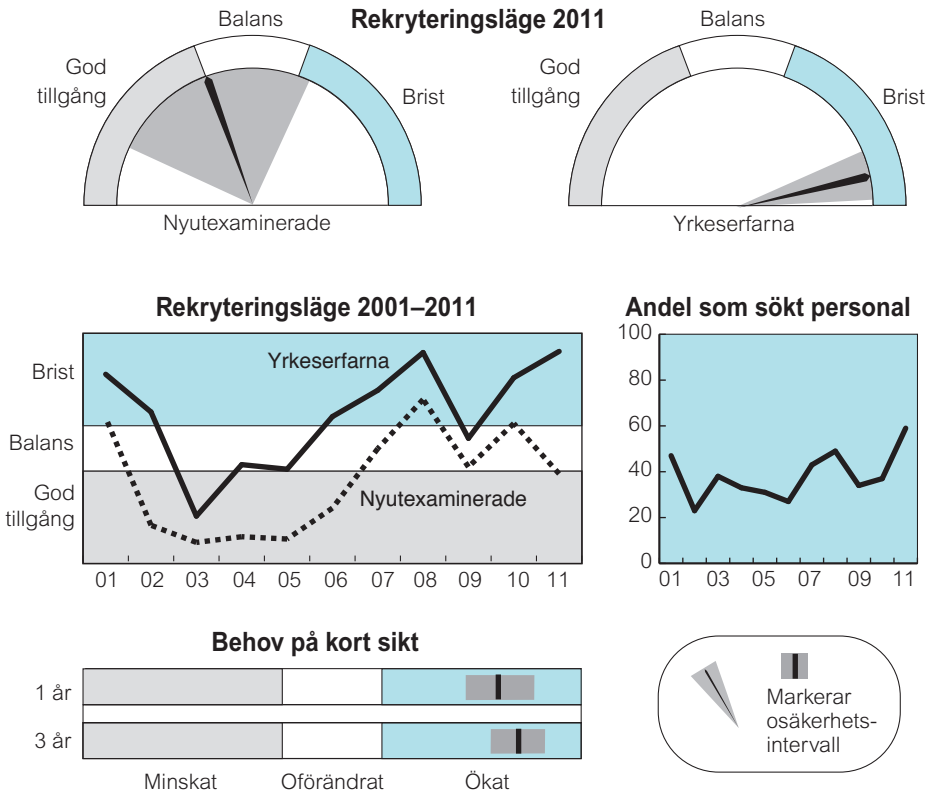 Rekryteringsläge 2011
Balans
God
tillgång
Brist
Nyutexaminerade
Balans
God
tillgång
Brist
Yrkeserfarna
Rekryteringsläge 2001–2011
Brist
Balans
God
tillgång
Yrkeserfarna
Nyutexaminerade
01 02 03 04 05 06 07 08 09 10 11
Andel som sökt personal
100
80
60
40
20
0
01 03 05 07 09 11
Behov på kort sikt
1 år
3 år
Minskat Oförändrat Ökat
Markerar
osäkerhets-
intervall